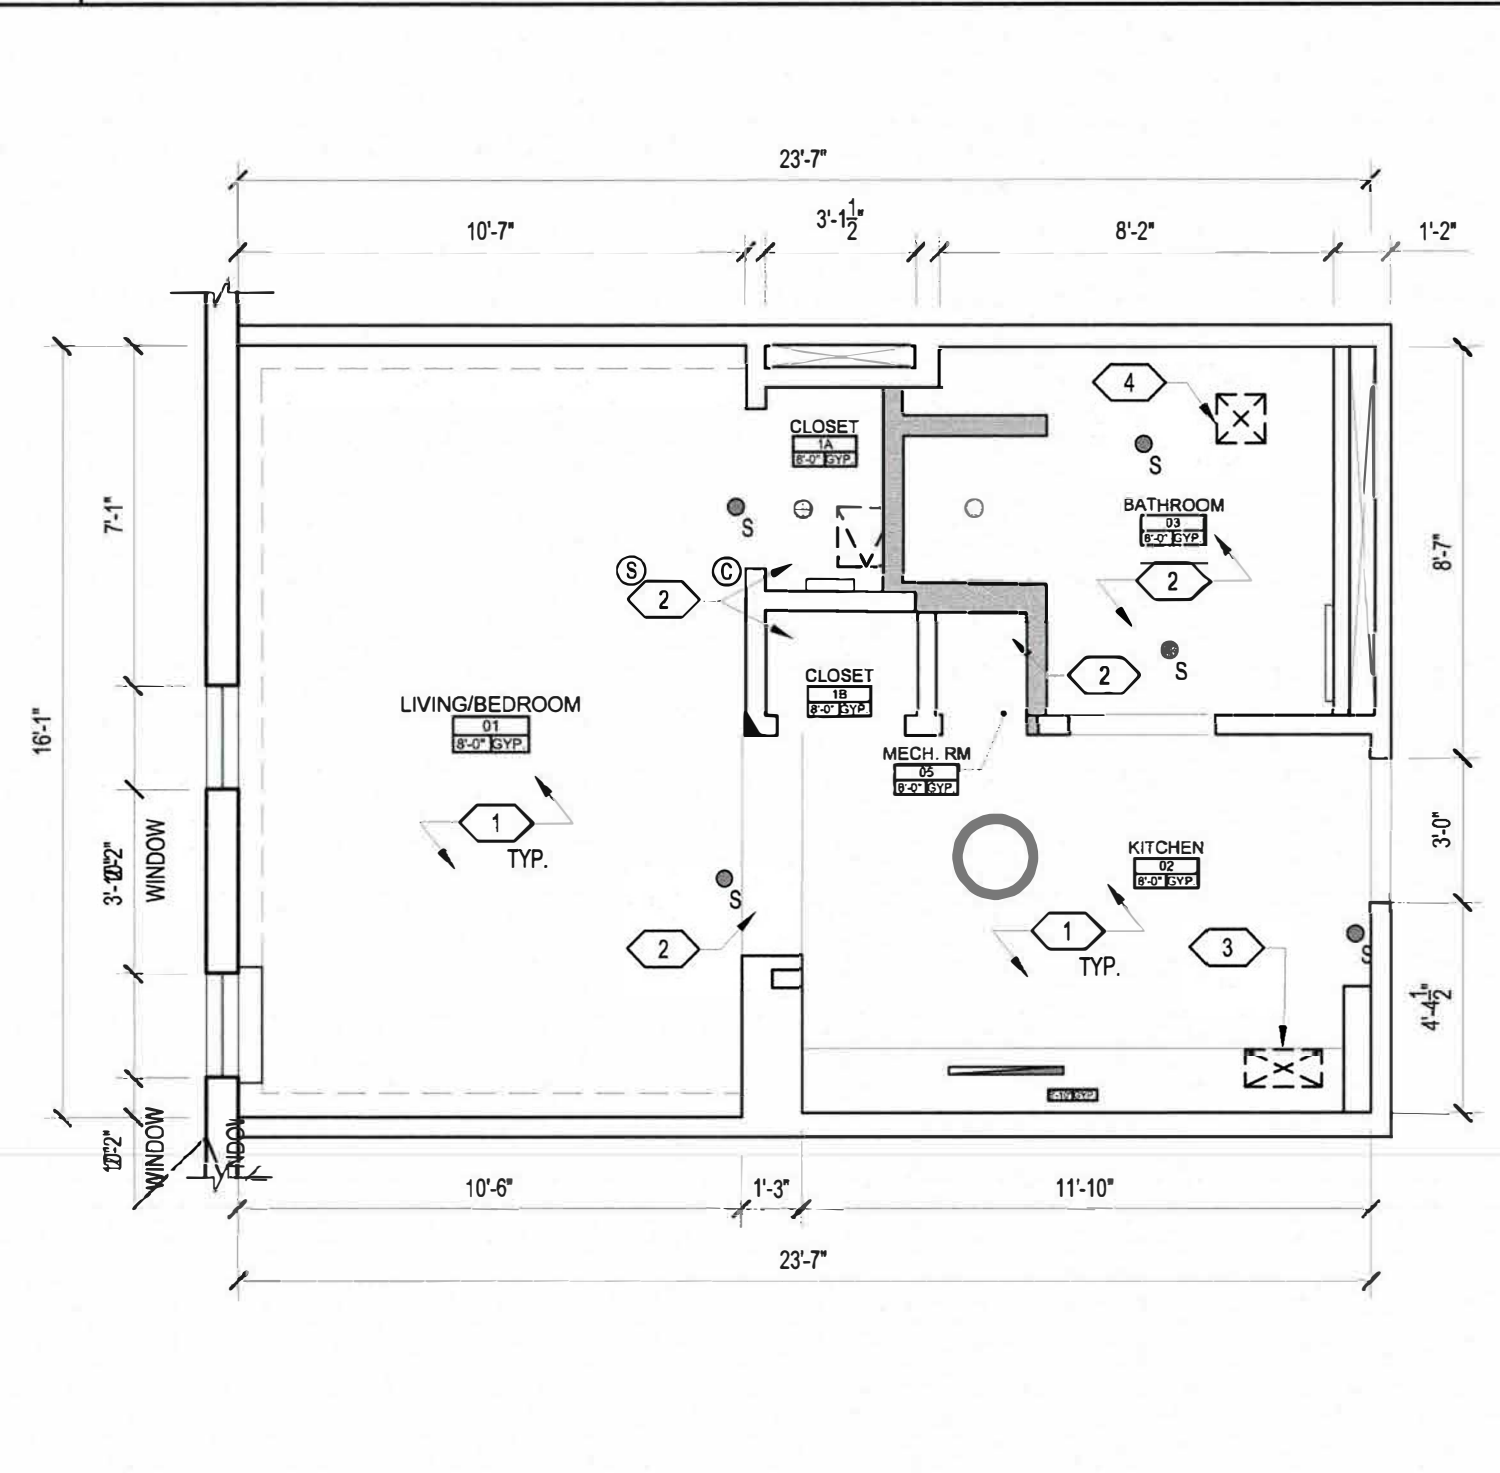 23'-7"
10'-7"
3'-1 1/2"
8'-2"
1'-2"
4
CLOSET
1A
8'-0" GYP.
S
S
BATHROOM
03
8'-0" GYP.
7'-1"
8'-7"
S
C
2
2
S
2
CLOSET
1B
8'-0" GYP.
LIVING/BEDROOM
01
8'-0" GYP.
16'-1"
MECH. RM
05
8'-0" GYP.
1
TYP.
KITCHEN
02
8'-0" GYP.
3'-0"
WINDOW
S
2
1
TYP.
3
S
4'-4 1/2"
WINDOW
10'-6"
1'-3"
11'-10"
23'-7"